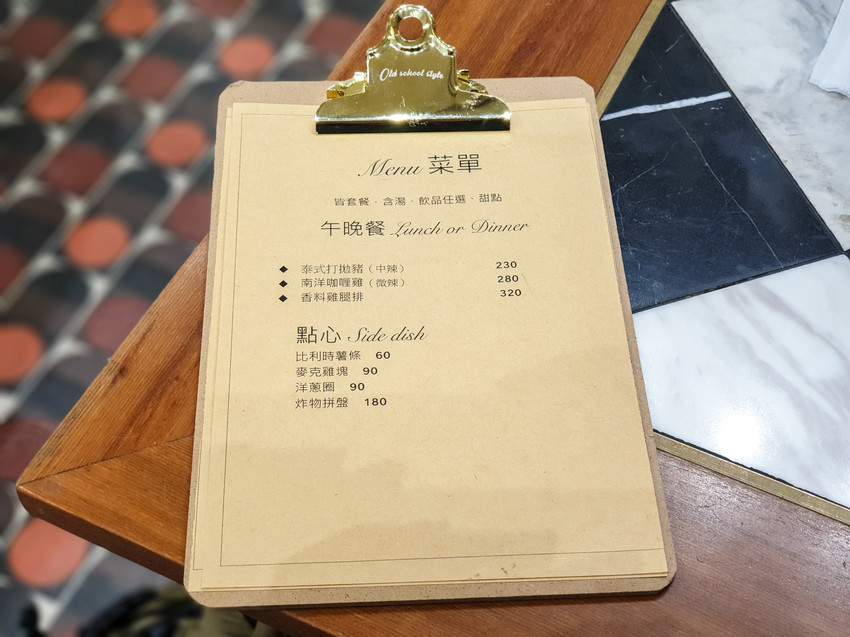 Old school style
Menu 菜單
皆套餐、含湯、飲品任選、甜點
午晚餐 Lunch or Dinner
◆ 泰式打拋豬（中辣） 230
◆ 南洋咖喱雞（微辣） 280
◆ 香料雞腿排 320
點心 Side dish
比利時薯條 60
麥克雞塊 90
洋蔥圈 90
炸物拼盤 180